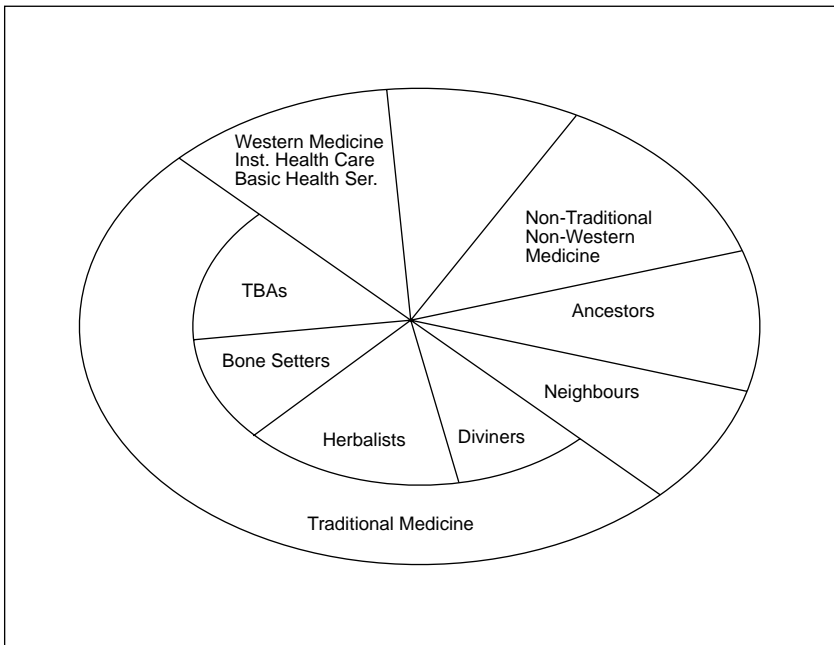 Western Medicine
Inst. Health Care
Basic Health Ser.
Non-Traditional
Non-Western
Medicine
TBAs
Ancestors
Bone Setters
Neighbours
Herbalists
Diviners
Traditional Medicine